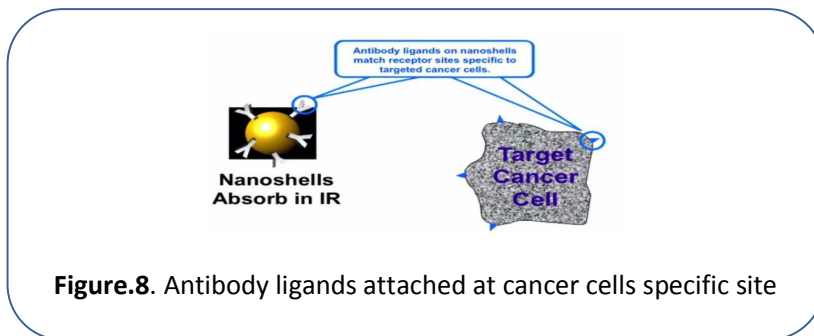 Antibody ligands on nanoshells
match receptor sites specific to
targeted cancer cells.
Nanoshells
Absorb in IR
Target
Cancer
Cell
Figure.8. Antibody ligands attached at cancer cells specific site